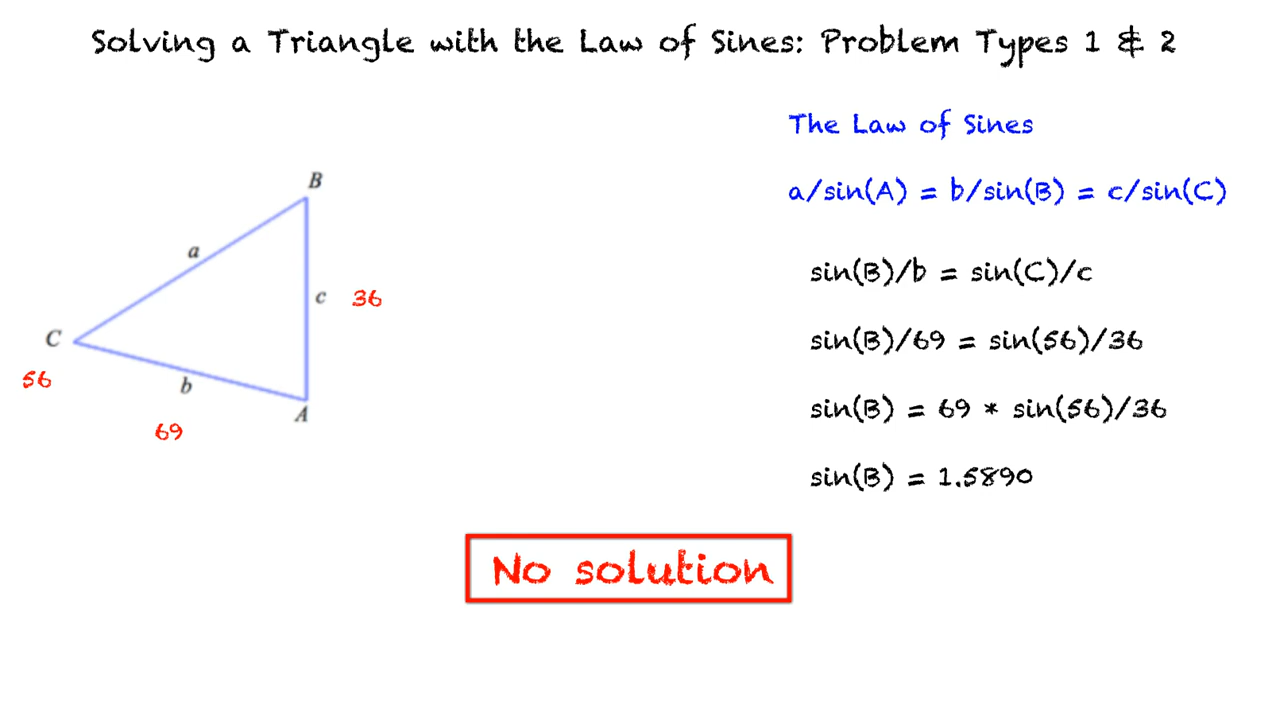 Solving a Triangle with the Law of Sines: Problem Types 1 & 2
The Law of Sines
a/sin(A) = b/sin(B) = c/sin(C)
sin(B)/b = sin(C)/c
sin(B)/69 = sin(56)/36
sin(B) = 69 * sin(56)/36
sin(B) = 1.5890
B
a
c 36
C
56
b
A
69
No solution